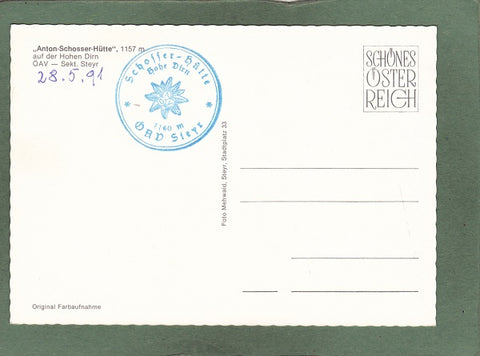 „Anton-Schosser-Hütte", 1157 m
auf der Hohen Dirn
ÖAV — Sekt. Steyr
28.5.91
Schosser-Hütte
Hohe Dirn
1160 m
ÖAV Steyr
SCHÖNES
ÖSTER
REICH
Foto Mehwald, Steyr, Stadtplatz 33
Original Farbaufnahme